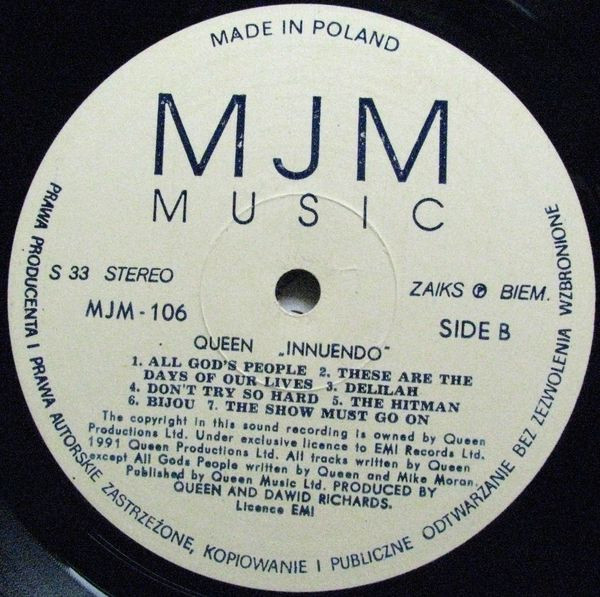 MADE IN POLAND
MJM
MUSIC
S 33 STEREO
ZAIKS ℗ BIEM.
MJM - 106
SIDE B
QUEEN „INNUENDO"
1. ALL GOD'S PEOPLE 2. THESE ARE THE
DAYS OF OUR LIVES 3. DELILAH
4. DON'T TRY SO HARD 5. THE HITMAN
6. BIJOU 7. THE SHOW MUST GO ON
The copyright in this sound recording is owned by Queen
Productions Ltd. Under exclusive licence to EMI Records Ltd.
1991 Queen Productions Ltd. All tracks written by Queen
except All Gods People written by Queen and Mike Moran.
Published by Queen Music Ltd. PRODUCED BY
QUEEN AND DAWID RICHARDS.
Licence EMI
PRAWA PRODUCENTA I PRAWA AUTORSKIE ZASTRZEŻONE, KOPIOWANIE I PUBLICZNE ODTWARZANIE BEZ ZEZWOLENIA WZBRONIONE